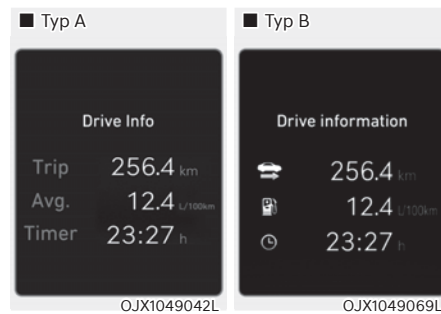 ■ Typ A
Drive Info
Trip 256.4 km
Avg. 12.4 L/100km
Timer 23:27 h
OJX1049042L
■ Typ B
Drive information
256.4 km
12.4 L/100km
23:27 h
OJX1049069L